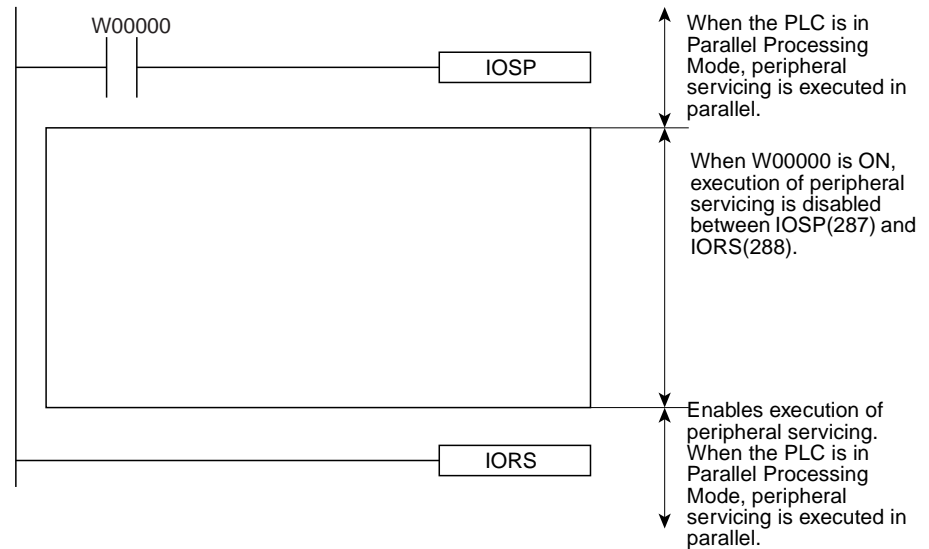 W00000
IOSP
When the PLC is in
Parallel Processing
Mode, peripheral
servicing is executed in
parallel.
When W00000 is ON,
execution of peripheral
servicing is disabled
between IOSP(287) and
IORS(288).
Enables execution of
peripheral servicing.
When the PLC is in
Parallel Processing
Mode, peripheral
servicing is executed in
parallel.
IORS